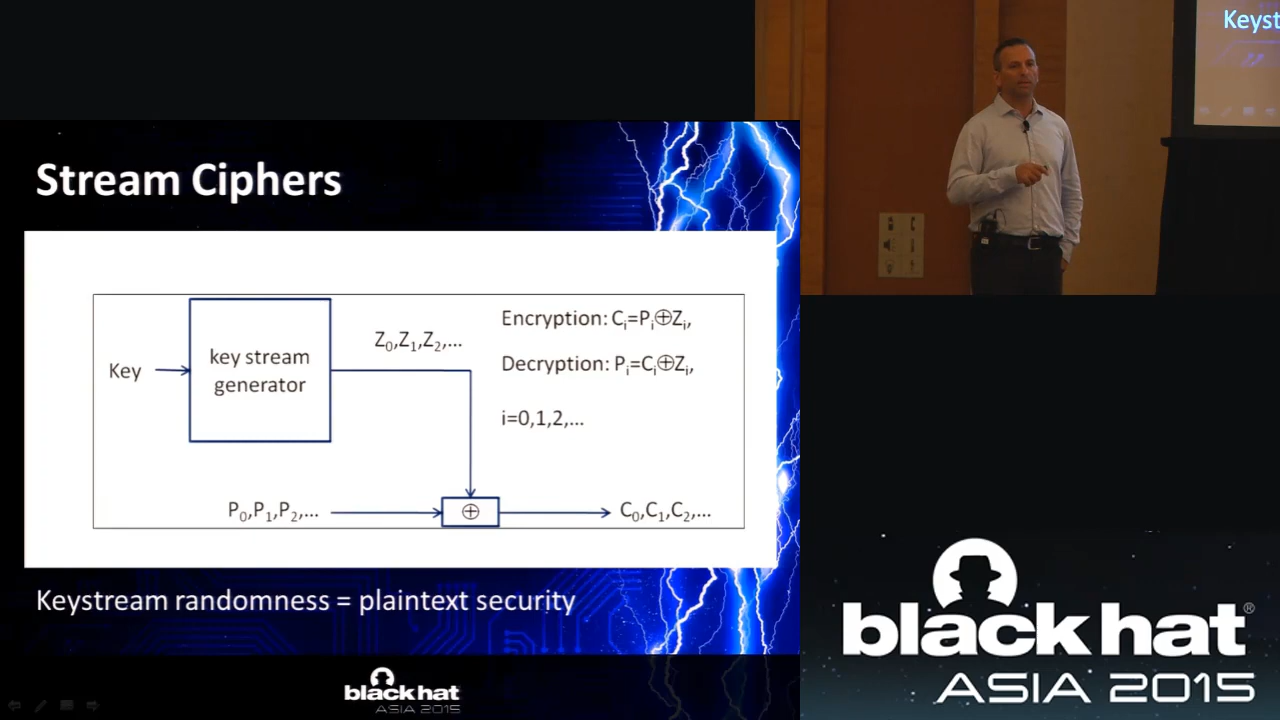 Keyst
Stream Ciphers
Z₀,Z₁,Z₂,...
Encryption: Cᵢ=Pᵢ⊕Zᵢ,
Key
key stream
generator
Decryption: Pᵢ=Cᵢ⊕Zᵢ,
i=0,1,2,...
P₀,P₁,P₂,...
⊕
C₀,C₁,C₂,...
Keystream randomness = plaintext security
black hat
ASIA 2015
black hat®
ASIA 2015